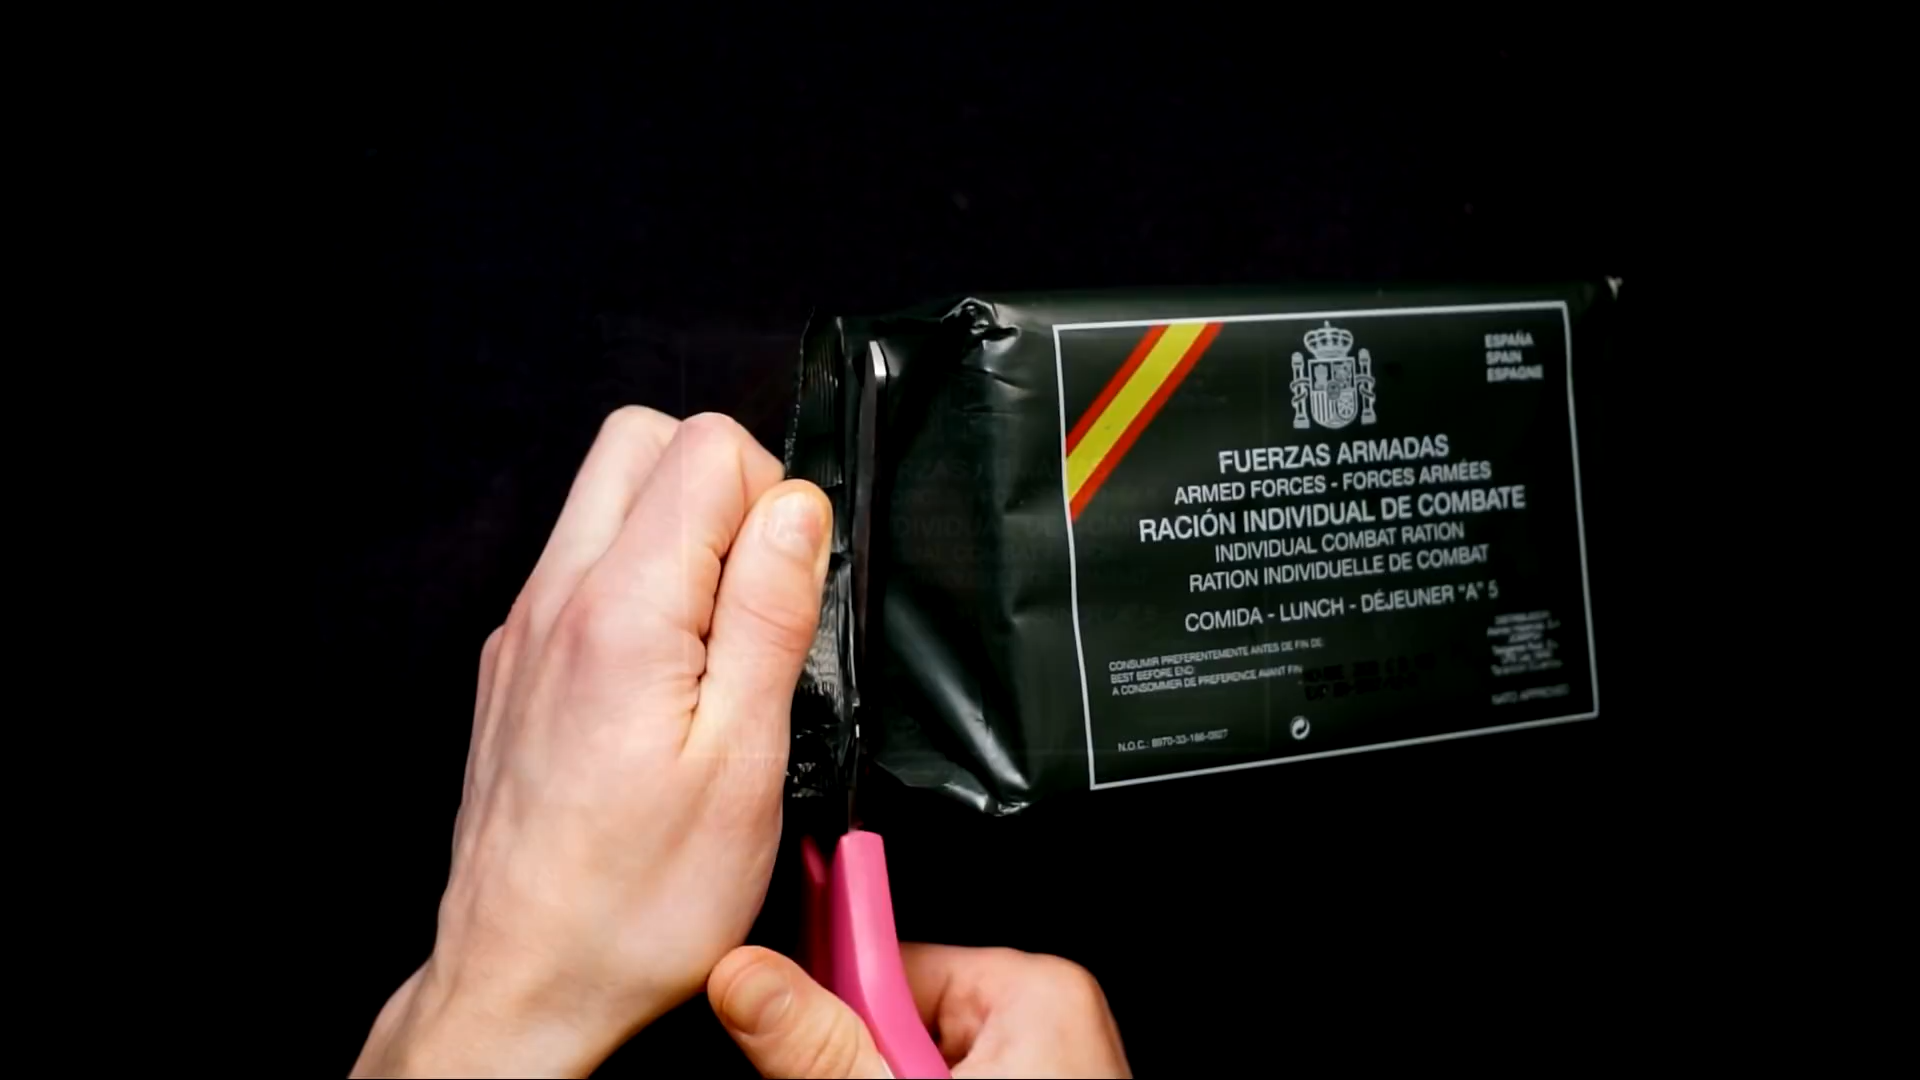 ESPAÑA
SPAIN
ESPAGNE
FUERZAS ARMADAS
ARMED FORCES - FORCES ARMÉES
RACIÓN INDIVIDUAL DE COMBATE
INDIVIDUAL COMBAT RATION
RATION INDIVIDUELLE DE COMBAT
COMIDA - LUNCH - DÉJEUNER "A" 5
CONSUMIR PREFERENTEMENTE ANTES DE FIN DE:
BEST BEFORE END:
A CONSOMMER DE PREFERENCE AVANT FIN:
NATO APPROVED
N.O.C.: 8970-33-